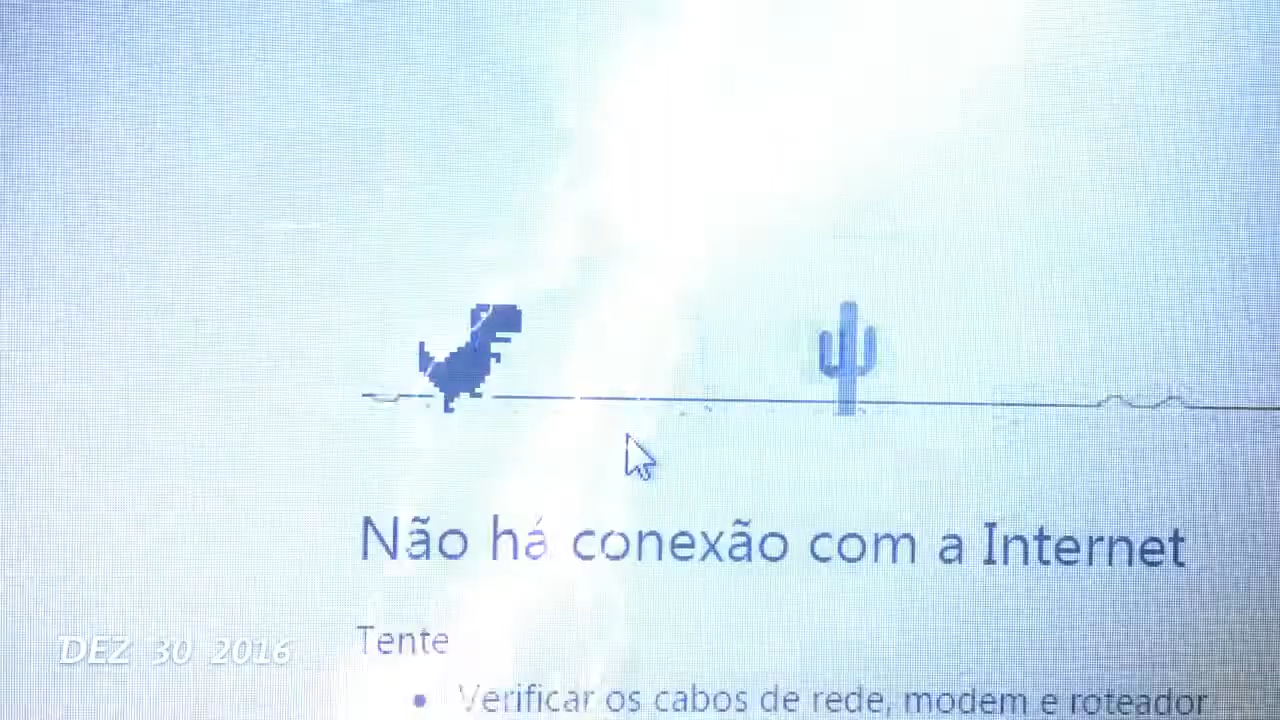 Não há conexão com a Internet
Tente
DEZ 30 2016
Verificar os cabos de rede, modem e roteador